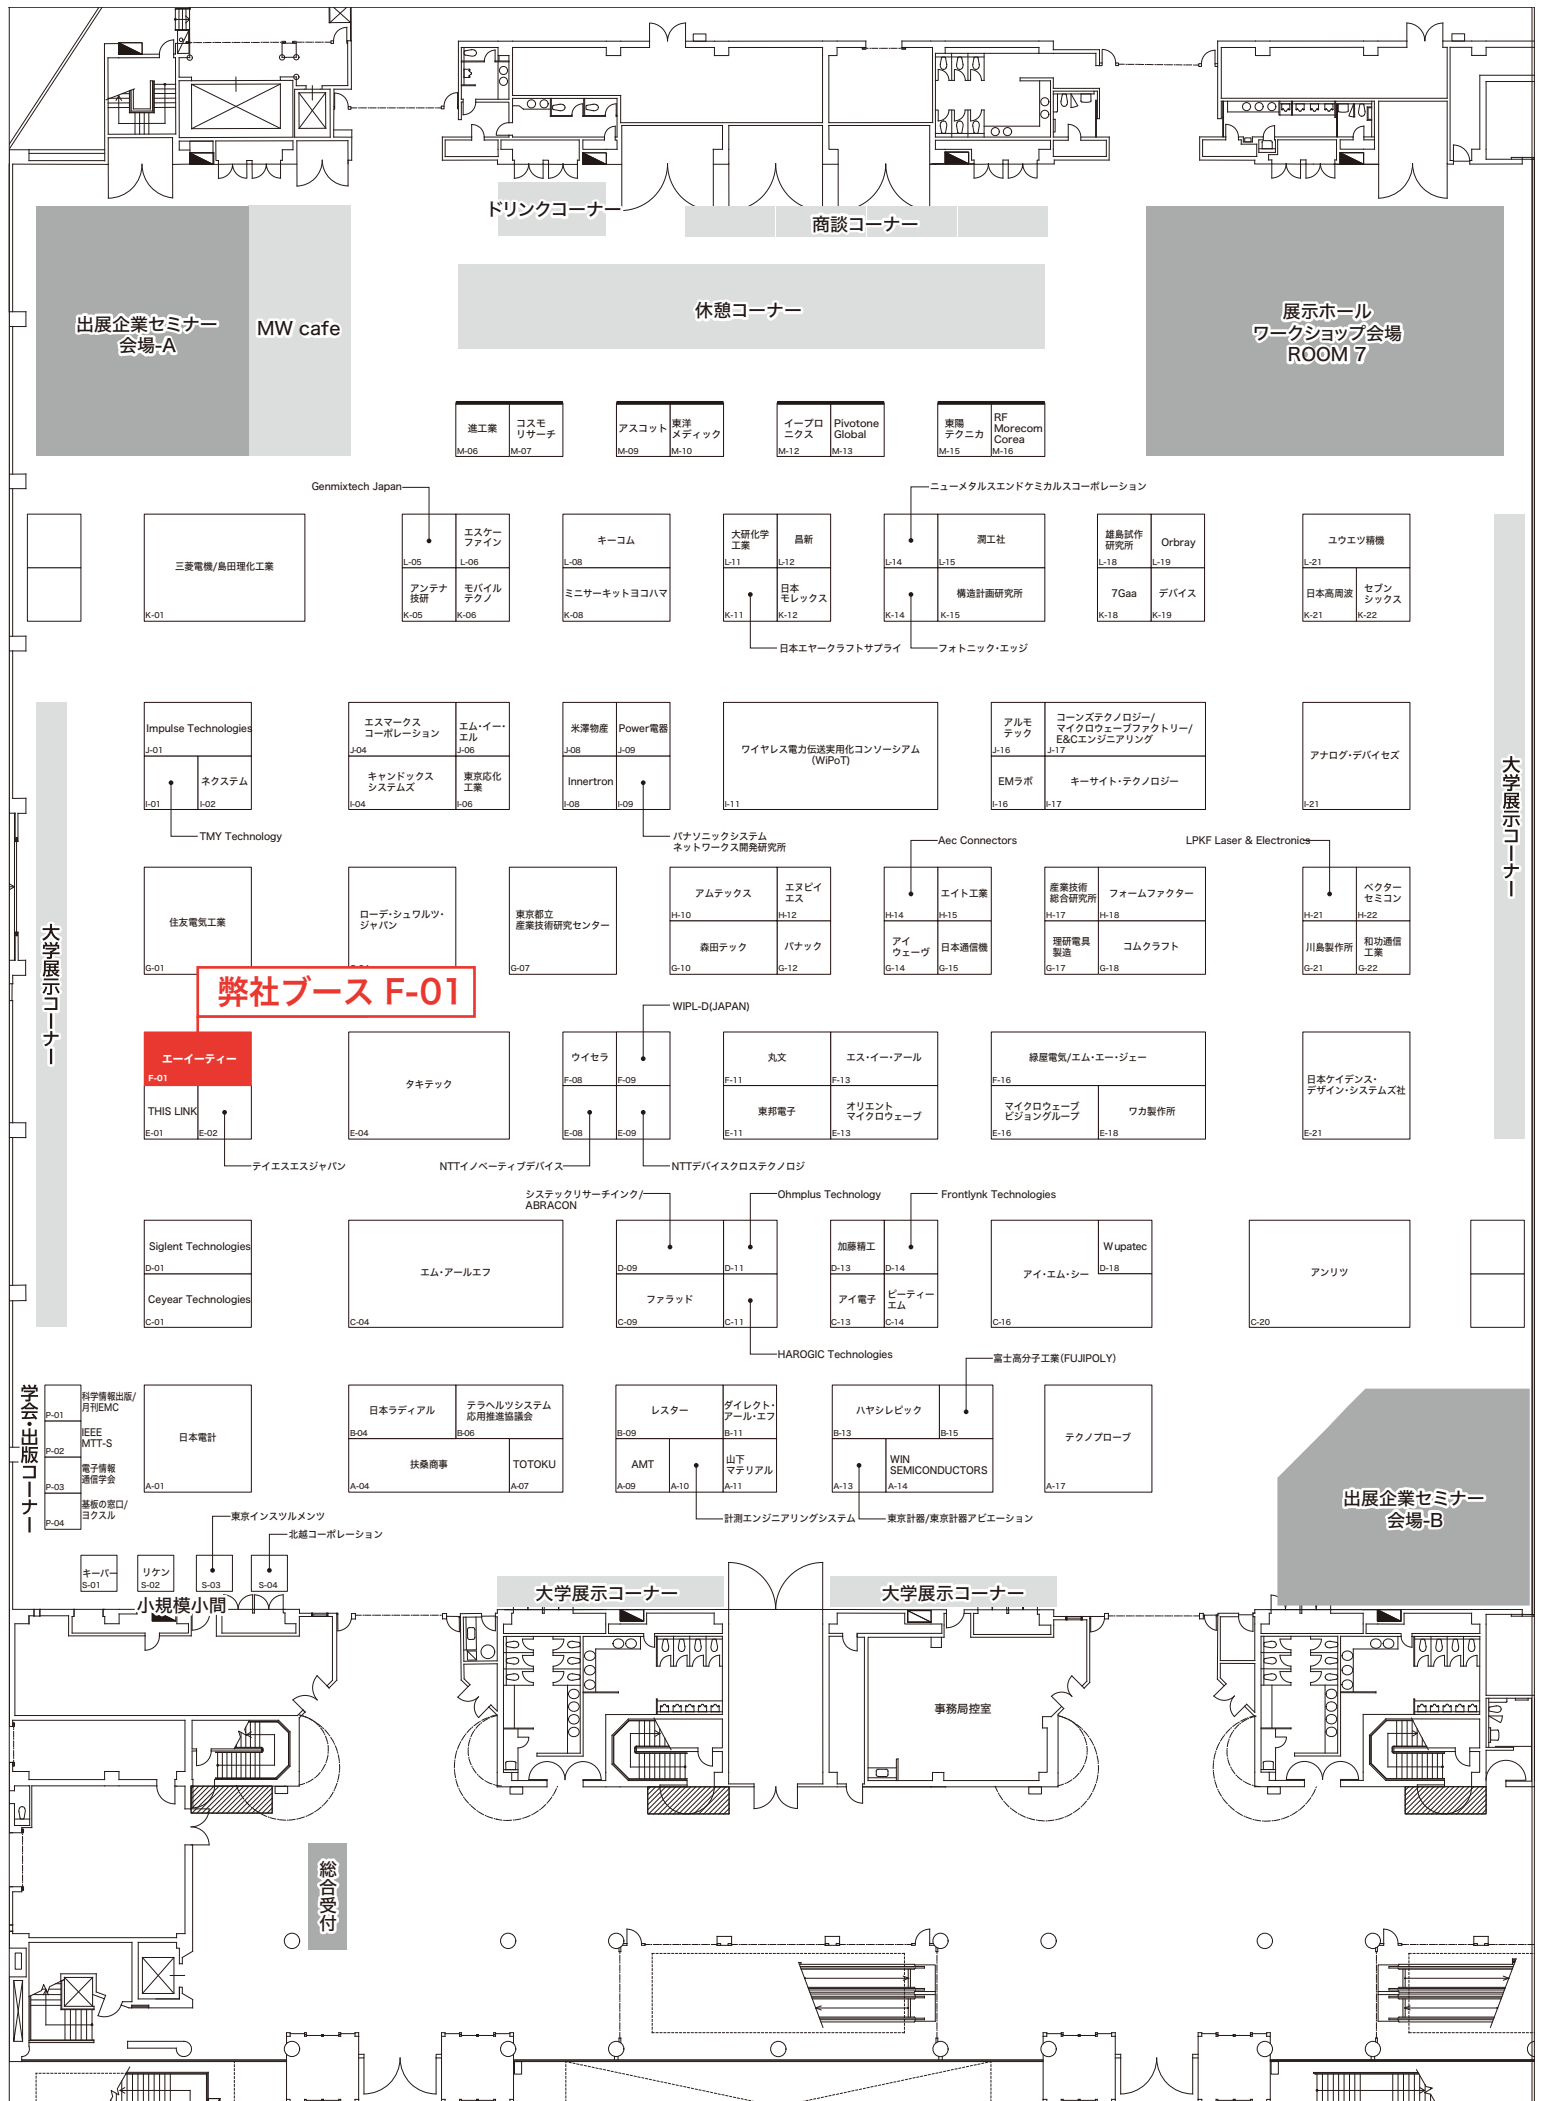 ドリンクコーナー
商談コーナー
休憩コーナー
出展企業セミナー
会場-A
MW cafe
展示ホール
ワークショップ会場
ROOM 7
進工業
M-06
コスモ
リサーチ
M-07
アスコット
M-09
東洋
メディック
M-10
イープロ
ニクス
M-12
Pivotone
Global
M-13
東陽
テクニカ
M-15
RF
Morecom
Corea
M-16
Genmixtech Japan
ニューメタルスエンドケミカルスコーポレーション
三菱電機/島田理化工業
K-01
L-05
エスケー
ファイン
L-06
アンテナ
技研
K-05
モバイル
テクノ
K-06
キーコム
L-08
ミニサーキットヨコハマ
K-08
大研化学
工業
L-11
昌新
L-12
K-11
日本
モレックス
K-12
L-14
潤工社
L-15
K-14
構造計画研究所
K-15
雄島試作
研究所
L-18
Orbray
L-19
7Gaa
K-18
デバイス
K-19
ユウエツ精機
L-21
日本高周波
K-21
セブン
シックス
K-22
日本エヤークラフトサプライ
フォトニック・エッジ
大学展示コーナー
大学展示コーナー
Impulse Technologies
J-01
I-01
ネクステム
I-02
TMY Technology
エスマークス
コーポレーション
J-04
エム・イー・
エル
J-06
キャンドックス
システムズ
I-04
東京応化
工業
I-06
米澤物産
J-08
Power電器
J-09
Innertron
I-08
I-09
パナソニックシステム
ネットワークス開発研究所
ワイヤレス電力伝送実用化コンソーシアム
(WiPoT)
I-11
アルモ
テック
J-16
コーンズテクノロジー/
マイクロウェーブファクトリー/
E&Cエンジニアリング
J-17
EMラボ
I-16
キーサイト・テクノロジー
I-17
アナログ・デバイセズ
I-21
Aec Connectors
LPKF Laser & Electronics
住友電気工業
G-01
ローデ・シュワルツ・
ジャパン
東京都立
産業技術研究センター
G-07
アムテックス
H-10
エヌピイ
エス
H-12
森田テック
G-10
パナック
G-12
H-14
エイト工業
H-15
アイ
ウェーヴ
G-14
日本通信機
G-15
産業技術
総合研究所
H-17
フォームファクター
H-18
理研電具
製造
G-17
コムクラフト
G-18
H-21
ベクター
セミコン
H-22
川島製作所
G-21
和功通信
工業
G-22
弊社ブース F-01
エーイーティー
F-01
THIS LINK
E-01
E-02
テイエスエスジャパン
タキテック
E-04
WIPL-D(JAPAN)
ウイセラ
F-08
F-09
E-08
E-09
NTTイノベーティブデバイス
NTTデバイスクロステクノロジ
丸文
F-11
エス・イー・アール
F-13
東邦電子
E-11
オリエント
マイクロウェーブ
E-13
緑屋電気/エム・エー・ジェー
F-16
マイクロウェーブ
ビジョングループ
E-16
ワカ製作所
E-18
日本ケイデンス・
デザイン・システムズ社
E-21
システックリサーチインク/
ABRACON
Ohmplus Technology
Frontlynk Technologies
Siglent Technologies
D-01
Ceyear Technologies
C-01
エム・アールエフ
C-04
D-09
D-11
ファラッド
C-09
C-11
HAROGIC Technologies
加藤精工
D-13
D-14
アイ電子
C-13
ピーティー
エム
C-14
アイ・エム・シー
C-16
Wupatec
D-18
アンリツ
C-20
富士高分子工業(FUJIPOLY)
学会・出版コーナー
P-01
科学情報出版/
月刊EMC
P-02
IEEE
MTT-S
P-03
電子情報
通信学会
P-04
基板の窓口/
ヨクスル
日本電計
A-01
日本ラディアル
B-04
テラヘルツシステム
応用推進協議会
B-06
扶桑商事
A-04
TOTOKU
A-07
レスター
B-09
ダイレクト・
アール・エフ
B-11
AMT
A-09
A-10
山下
マテリアル
A-11
計測エンジニアリングシステム
ハヤシレピック
B-13
B-15
A-13
WIN
SEMICONDUCTORS
A-14
東京計器/東京計器アビエーション
テクノプローブ
A-17
出展企業セミナー
会場-B
東京インスツルメンツ
北越コーポレーション
キーパー
S-01
リケン
S-02
S-03
S-04
小規模小間
大学展示コーナー
大学展示コーナー
事務局控室
総合受付